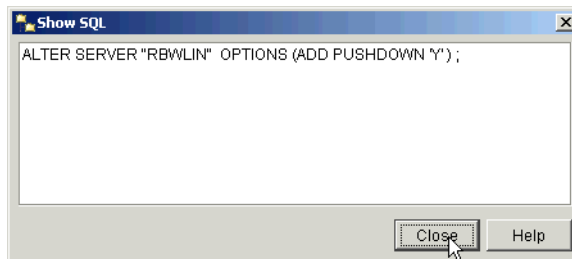 Show SQL
ALTER SERVER "RBWLIN" OPTIONS (ADD PUSHDOWN 'Y') ;
Close Help